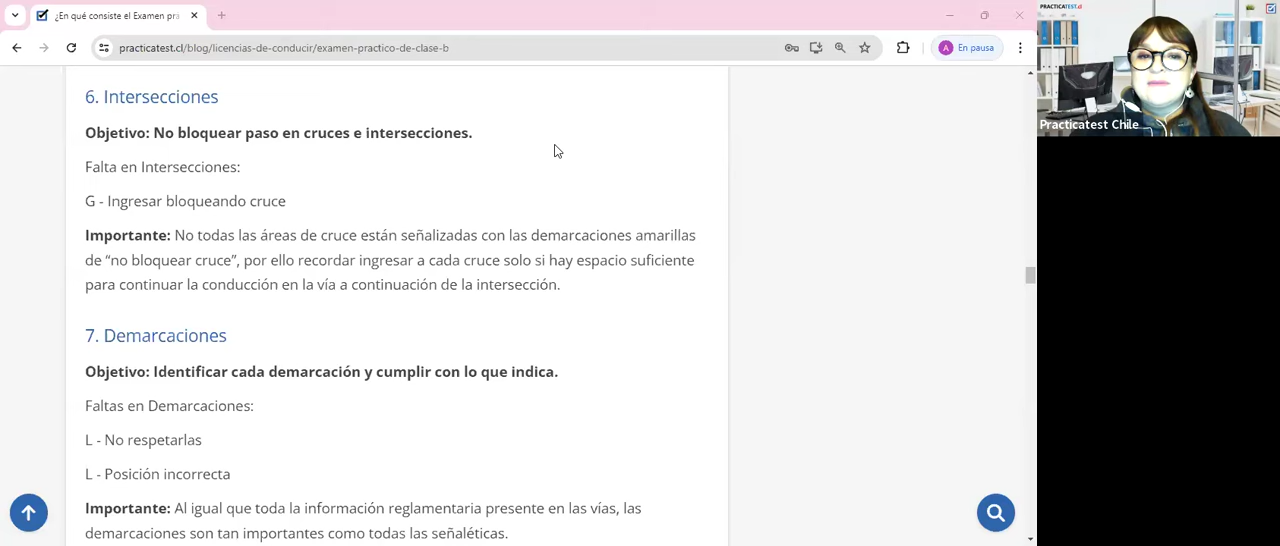 ¿En qué consiste el Examen pra
practicatest.cl/blog/licencias-de-conducir/examen-practico-de-clase-b
A
En pausa
PRACTICATEST.cl
Practicatest Chile
6. Intersecciones
Objetivo: No bloquear paso en cruces e intersecciones.
Falta en Intersecciones:
G - Ingresar bloqueando cruce
Importante: No todas las áreas de cruce están señalizadas con las demarcaciones amarillas
de “no bloquear cruce”, por ello recordar ingresar a cada cruce solo si hay espacio suficiente
para continuar la conducción en la vía a continuación de la intersección.
7. Demarcaciones
Objetivo: Identificar cada demarcación y cumplir con lo que indica.
Faltas en Demarcaciones:
L - No respetarlas
L - Posición incorrecta
Importante: Al igual que toda la información reglamentaria presente en las vías, las
demarcaciones son tan importantes como todas las señaléticas.